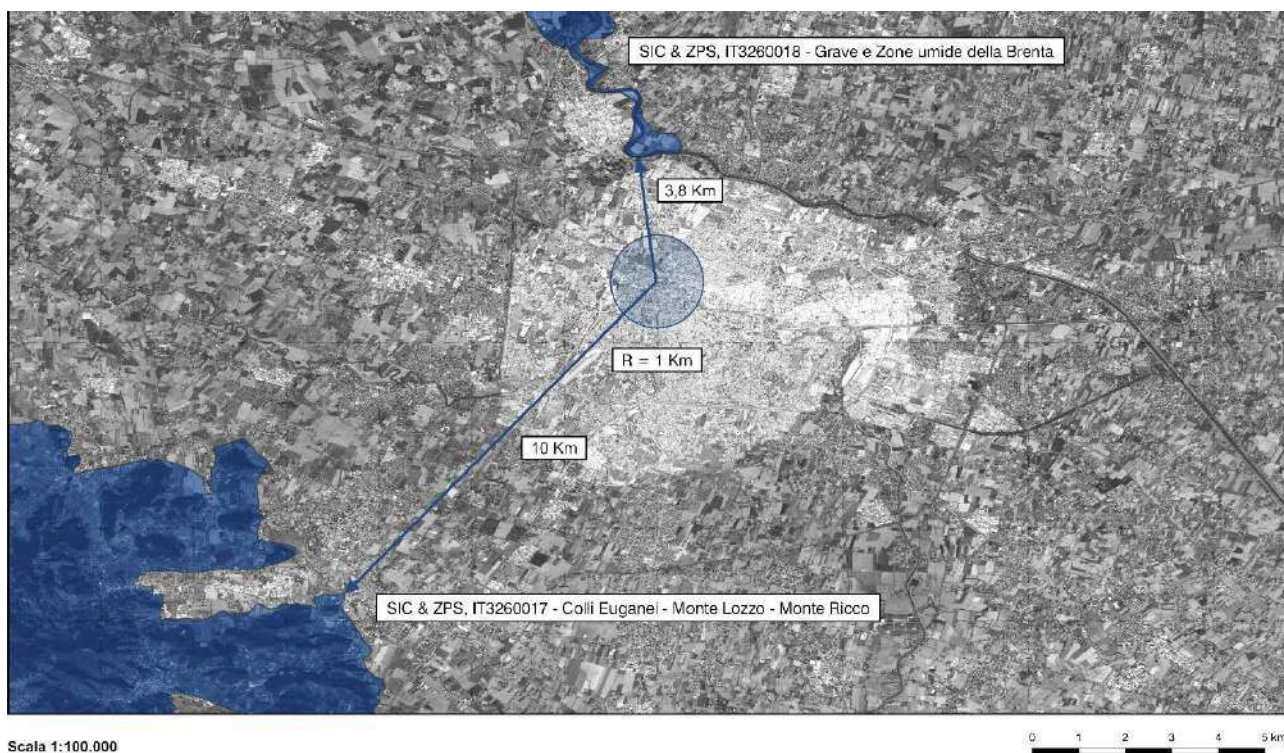 SIC & ZPS, IT3260018 - Grave e Zone umide della Brenta
3,8 Km
R = 1 Km
10 Km
SIC & ZPS, IT3260017 - Colli Euganei - Monte Lozzo - Monte Ricco
Scala 1:100.000
0 1 2 3 4 5 km